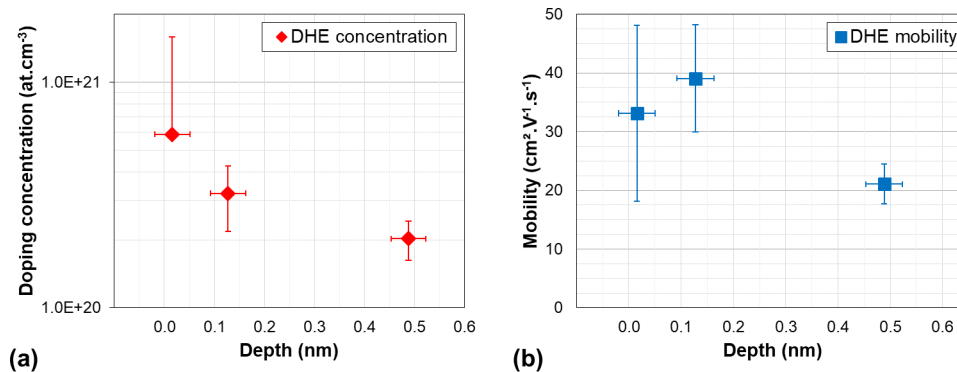 DHE concentration
Doping concentration (at.cm⁻³)
1.0E+21
1.0E+20
0.0 0.1 0.2 0.3 0.4 0.5 0.6
Depth (nm)
(a)
DHE mobility
Mobility (cm².V⁻¹.s⁻¹)
50
40
30
20
10
0
0.0 0.1 0.2 0.3 0.4 0.5 0.6
Depth (nm)
(b)